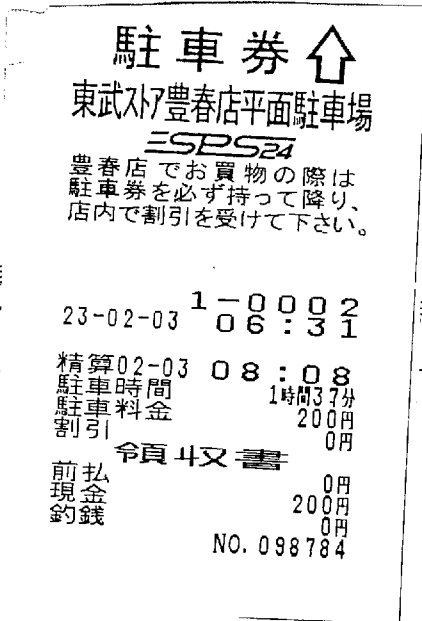 駐車券⇧
東武ストア豊春店平面駐車場
ESPS24
豊春店でお買物の際は
駐車券を必ず持って降り、
店内で割引を受けて下さい。
1-0002
23-02-03 06:31
精算02-03 08:08
駐車時間 1時間37分
駐車料金 200円
割引 0円
領収書
前払 0円
現金 200円
釣銭 0円
NO.098784